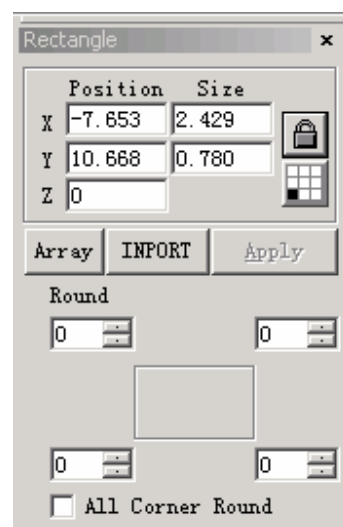 Rectangle
Position Size
X -7.653 2.429
Y 10.668 0.780
Z 0
Array INPORT Apply
Round
0 0
0 0
All Corner Round